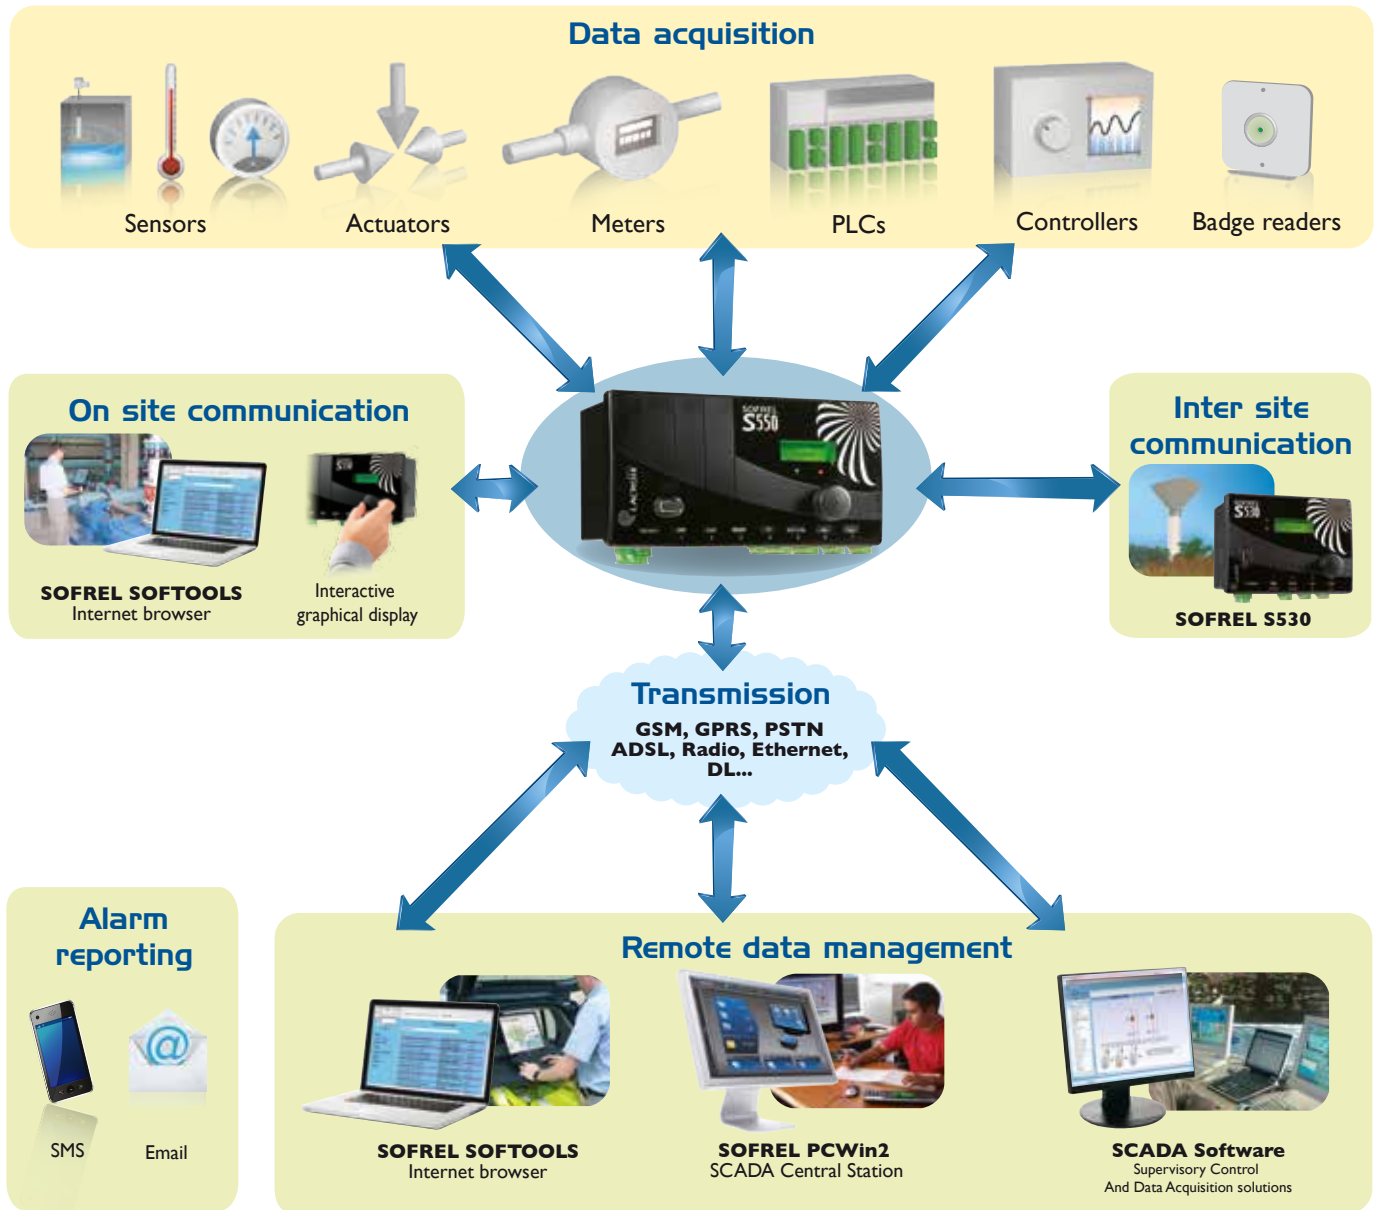 Data acquisition
Sensors
Actuators
Meters
PLCs
Controllers
Badge readers
On site communication
SOFREL SOFTOOLS
Internet browser
Interactive
graphical display
SOFREL
S550
LACROIX
Inter site
communication
S530
SOFREL S530
Transmission
GSM, GPRS, PSTN
ADSL, Radio, Ethernet,
DL...
Alarm
reporting
SMS
Email
Remote data management
SOFREL SOFTOOLS
Internet browser
SOFREL PCWin2
SCADA Central Station
SCADA Software
Supervisory Control
And Data Acquisition solutions